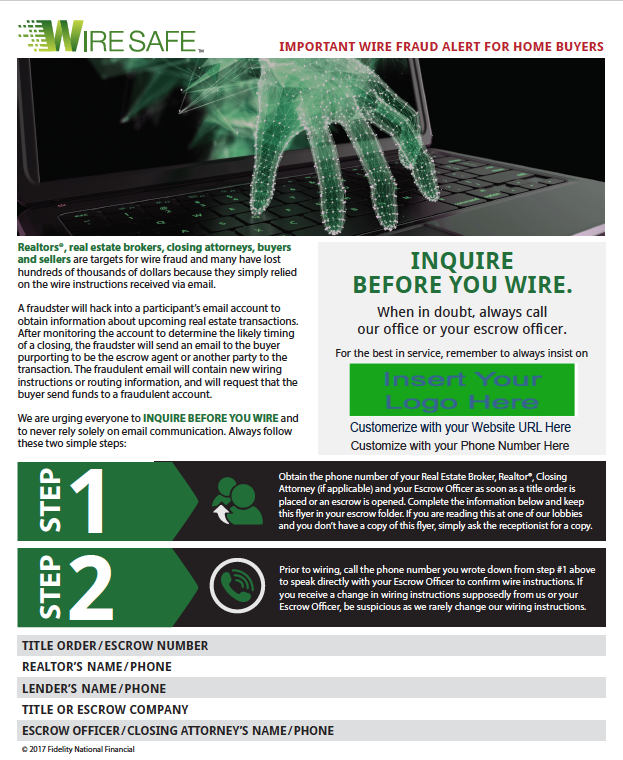 WIRE SAFE™
IMPORTANT WIRE FRAUD ALERT FOR HOME BUYERS
Realtors®, real estate brokers, closing attorneys, buyers
and sellers are targets for wire fraud and many have lost
hundreds of thousands of dollars because they simply relied
on the wire instructions received via email.
A fraudster will hack into a participant's email account to
obtain information about upcoming real estate transactions.
After monitoring the account to determine the likely timing
of a closing, the fraudster will send an email to the buyer
purporting to be the escrow agent or another party to the
transaction. The fraudulent email will contain new wiring
instructions or routing information, and will request that the
buyer send funds to a fraudulent account.
We are urging everyone to INQUIRE BEFORE YOU WIRE and
to never rely solely on email communication. Always follow
these two simple steps:
INQUIRE
BEFORE YOU WIRE.
When in doubt, always call
our office or your escrow officer.
For the best in service, remember to always insist on
Insert Your
Logo Here
Customerize with your Website URL Here
Customize with your Phone Number Here
STEP 1
Obtain the phone number of your Real Estate Broker, Realtor®, Closing
Attorney (if applicable) and your Escrow Officer as soon as a title order is
placed or an escrow is opened. Complete the information below and keep
this flyer in your escrow folder. If you are reading this at one of our lobbies
and you don't have a copy of this flyer, simply ask the receptionist for a copy.
STEP 2
Prior to wiring, call the phone number you wrote down from step #1 above
to speak directly with your Escrow Officer to confirm wire instructions. If
you receive a change in wiring instructions supposedly from us or your
Escrow Officer, be suspicious as we rarely change our wiring instructions.
TITLE ORDER/ESCROW NUMBER
REALTOR'S NAME/PHONE
LENDER'S NAME/PHONE
TITLE OR ESCROW COMPANY
ESCROW OFFICER/CLOSING ATTORNEY'S NAME/PHONE
© 2017 Fidelity National Financial